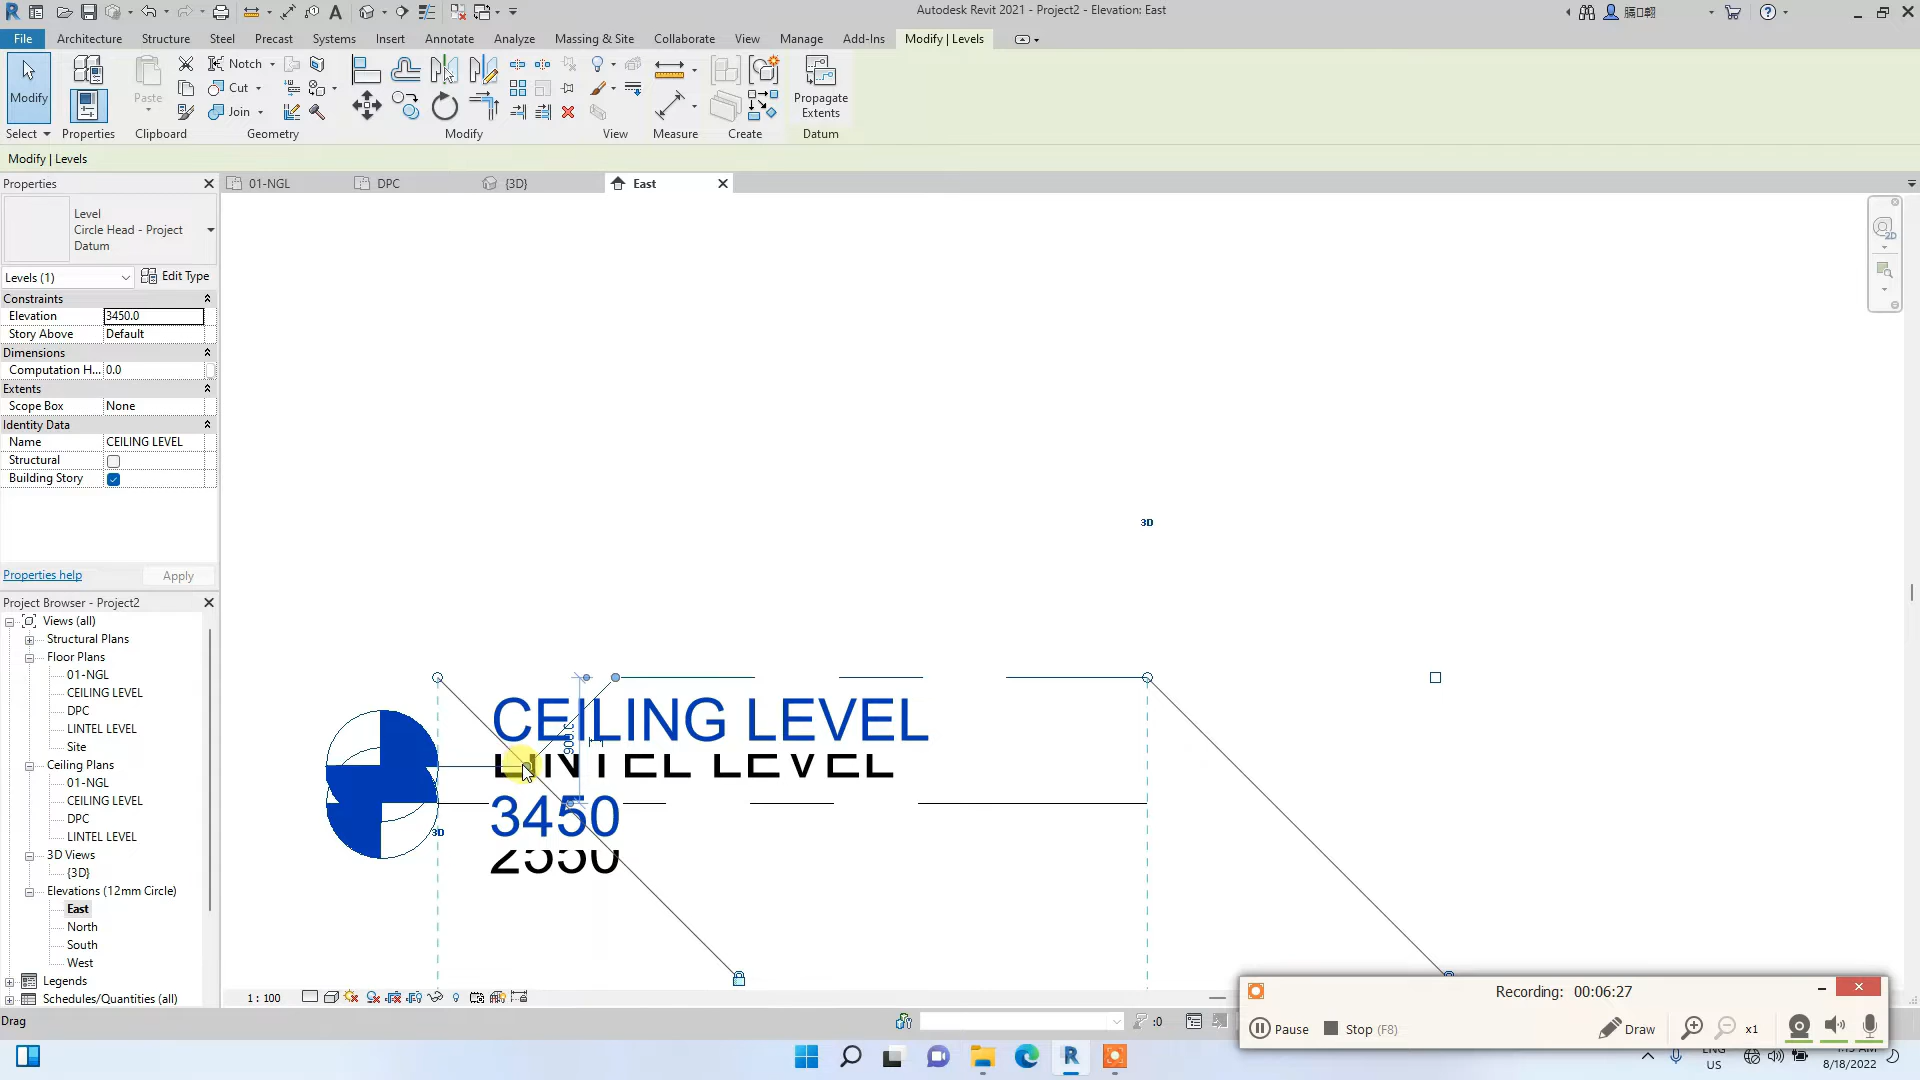 Autodesk Revit 2021 - Project2 - Elevation: East
File Architecture Structure Steel Precast Systems Insert Annotate Analyze Massing & Site Collaborate View Manage Add-Ins Modify | Levels
Modify
Paste
Notch
Cut
Join
Propagate
Extents
Select Properties Clipboard Geometry Modify View Measure Create Datum
Modify | Levels
Properties
01-NGL
DPC
{3D}
East
Level
Circle Head - Project
Datum
Levels (1)
Edit Type
Constraints
Elevation 3450.0
Story Above Default
Dimensions
Computation H... 0.0
Extents
Scope Box None
Identity Data
Name CEILING LEVEL
Structural
Building Story
Properties help
Apply
Project Browser - Project2
Views (all)
Structural Plans
Floor Plans
01-NGL
CEILING LEVEL
DPC
LINTEL LEVEL
Site
Ceiling Plans
01-NGL
CEILING LEVEL
DPC
LINTEL LEVEL
3D Views
{3D}
Elevations (12mm Circle)
East
North
South
West
Legends
Schedules/Quantities (all)
2D
3D
CEILING LEVEL
LINTEL LEVEL
3450
2550
3D
1 : 100
Drag
:0
Recording: 00:06:27
Pause
Stop (F8)
Draw
x1
ENG
US
8/18/2022